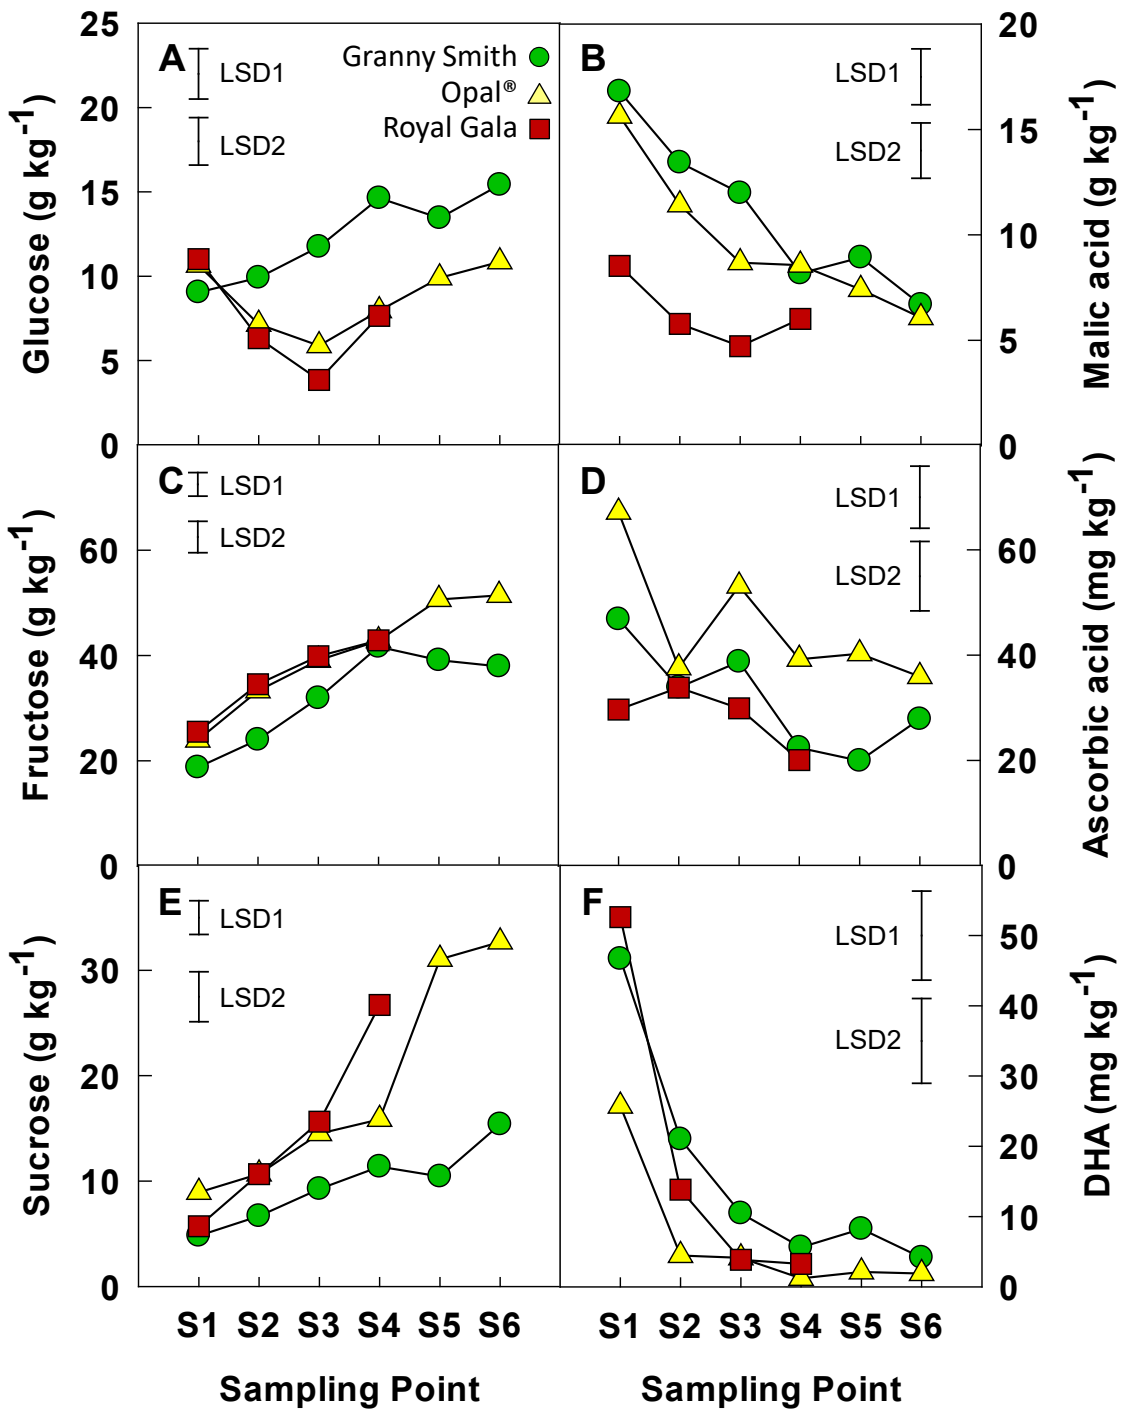 A
LSD1
LSD2
Granny Smith
Opal®
Royal Gala
25
20
15
10
5
0
Glucose (g kg-1)
B
LSD1
LSD2
20
15
10
5
0
Malic acid (g kg-1)
C
LSD1
LSD2
60
40
20
0
Fructose (g kg-1)
D
LSD1
LSD2
60
40
20
0
Ascorbic acid (mg kg-1)
E
LSD1
LSD2
30
20
10
0
Sucrose (g kg-1)
F
LSD1
LSD2
50
40
30
20
10
0
DHA (mg kg-1)
S1 S2 S3 S4 S5 S6
Sampling Point
S1 S2 S3 S4 S5 S6
Sampling Point